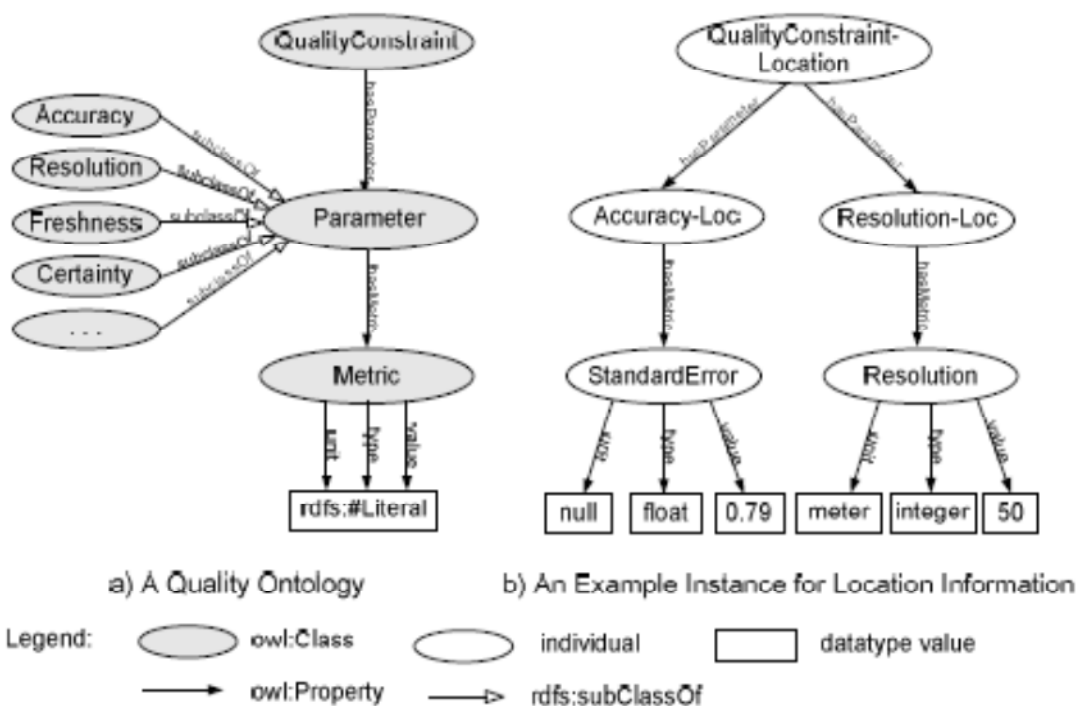 QualityConstraint
hasParameter
Accuracy
subclassOf
Resolution
subclassOf
Freshness
subclassOf
Certainty
subclassOf
. . .
subclassOf
Parameter
hasMetric
Metric
unit
type
value
rdfs:#Literal
a) A Quality Ontology
QualityConstraint-
Location
hasParameter
hasParameter
Accuracy-Loc
Resolution-Loc
hasMetric
hasMetric
StandardError
Resolution
unit
type
value
unit
type
value
null
float
0.79
meter
integer
50
b) An Example Instance for Location Information
Legend:
owl:Class
individual
datatype value
owl:Property
rdfs:subClassOf